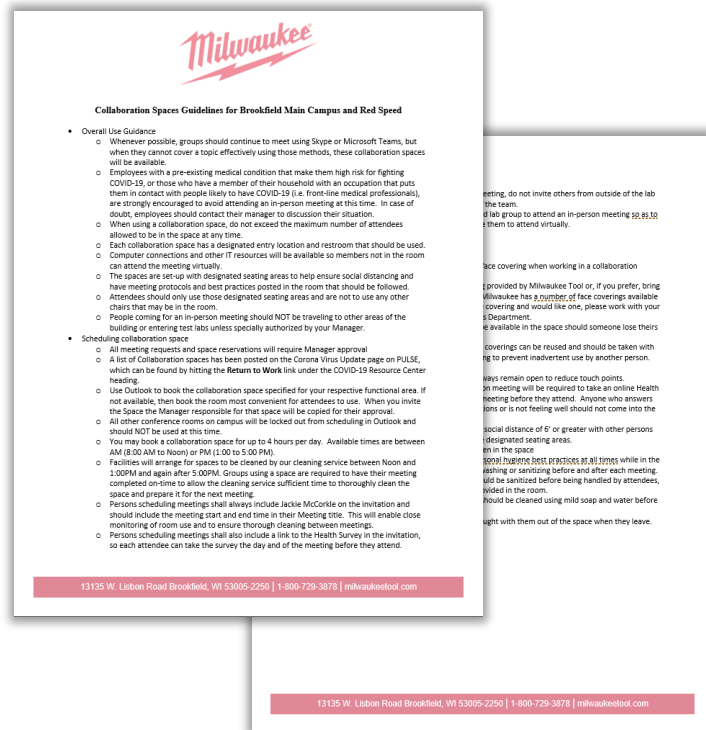 Milwaukee
Collaboration Spaces Guidelines for Brookfield Main Campus and Red Speed
• Overall Use Guidance
o Whenever possible, groups should continue to meet using Skype or Microsoft Teams, but
when they cannot cover a topic effectively using those methods, these collaboration spaces
will be available.
o Employees with a pre-existing medical condition that make them high risk for fighting
COVID-19, or those who have a member of their household with an occupation that puts
them in contact with people likely to have COVID-19 (i.e. front-line medical professionals),
are strongly encouraged to avoid attending an in-person meeting at this time. In case of
doubt, employees should contact their manager to discuss their situation.
o When using a collaboration space, do not exceed the maximum number of attendees
allowed to be in the space at any time.
o Each collaboration space has a designated entry location and restroom that should be used.
o Computer connections and other IT resources will be available so members not in the room
can attend the meeting virtually.
o The spaces are set-up with designated seating areas to help ensure social distancing and
have meeting protocols and best practices posted in the room that should be followed.
o Attendees should only use those designated seating areas and are not to use any other
chairs that may be in the room.
o People coming for an in-person meeting should NOT be traveling to other areas of the
building or entering test labs unless specially authorized by your Manager.
• Scheduling collaboration space
o All meeting requests and space reservations will require Manager approval
o A list of Collaboration spaces has been posted on the Corona Virus Update page on PULSE,
which can be found by hitting the Return to Work link under the COVID-19 Resource Center
heading.
o Use Outlook to book the collaboration space specified for your respective functional area. If
not available, then book the room most convenient for attendees to use. When you invite
the Space the Manager responsible for that space will be copied for their approval.
o All other conference rooms on campus will be locked out from scheduling in Outlook and
should NOT be used at this time.
o You may book a collaboration space for up to 4 hours per day. Available times are between
AM (8:00 AM to Noon) or PM (1:00 to 5:00 PM).
o Facilities will arrange for spaces to be cleaned by our cleaning service between Noon and
1:00PM and again after 5:00PM. Groups using a space are required to have their meeting
completed on-time to allow the cleaning service sufficient time to thoroughly clean the
space and prepare it for the next meeting.
o Persons scheduling meetings shall always include Jackie McCorkle on the invitation and
should include the meeting start and end time in their Meeting title. This will enable close
monitoring of room use and to ensure thorough cleaning between meetings.
o Persons scheduling meetings shall also include a link to the Health Survey in the invitation,
so each attendee can take the survey the day and of the meeting before they attend.
13135 W. Lisbon Road Brookfield, WI 53005-2250 | 1-800-729-3878 | milwaukeetool.com
eeting, do not invite others from outside of the lab
the team.
d lab group to attend an in-person meeting so as to
them to attend virtually.
face covering when working in a collaboration
provided by Milwaukee Tool or, if you prefer, bring
Milwaukee has a number of face coverings available
covering and would like one, please work with your
s Department.
be available in the space should someone lose theirs
coverings can be reused and should be taken with
ng to prevent inadvertent use by another person.
ways remain open to reduce touch points.
on meeting will be required to take an online Health
meeting before they attend. Anyone who answers
ions or is not feeling well should not come into the
social distance of 6' or greater with other persons
designated seating areas.
en in the space
sonal hygiene best practices at all times while in the
washing or sanitizing before and after each meeting.
uld be sanitized before being handled by attendees,
ovided in the room.
hould be cleaned using mild soap and water before
ught with them out of the space when they leave.
13135 W. Lisbon Road Brookfield, WI 53005-2250 | 1-800-729-3878 | milwaukeetool.com